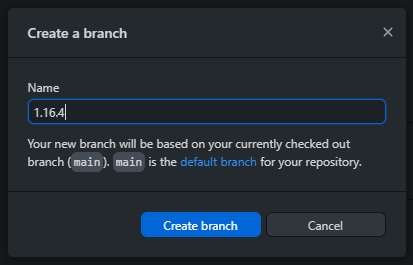 Create a branch
Name
1.16.4
Your new branch will be based on your currently checked out
branch (main). main is the default branch for your repository.
Create branch
Cancel